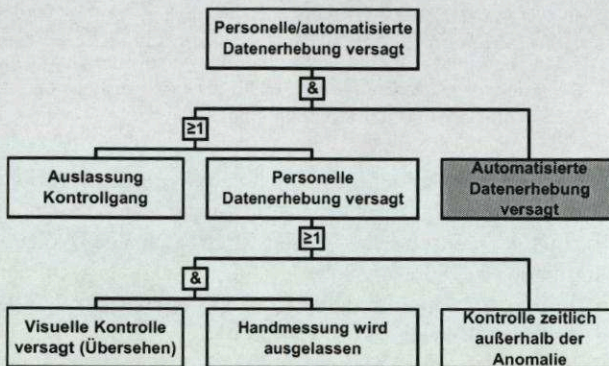 Personelle/automatisierte
Datenerhebung versagt
&
≥1
Auslassung
Kontrollgang
Personelle
Datenerhebung versagt
Automatisierte
Datenerhebung
versagt
≥1
&
Visuelle Kontrolle
versagt (Übersehen)
Handmessung wird
ausgelassen
Kontrolle zeitlich
außerhalb der
Anomalie